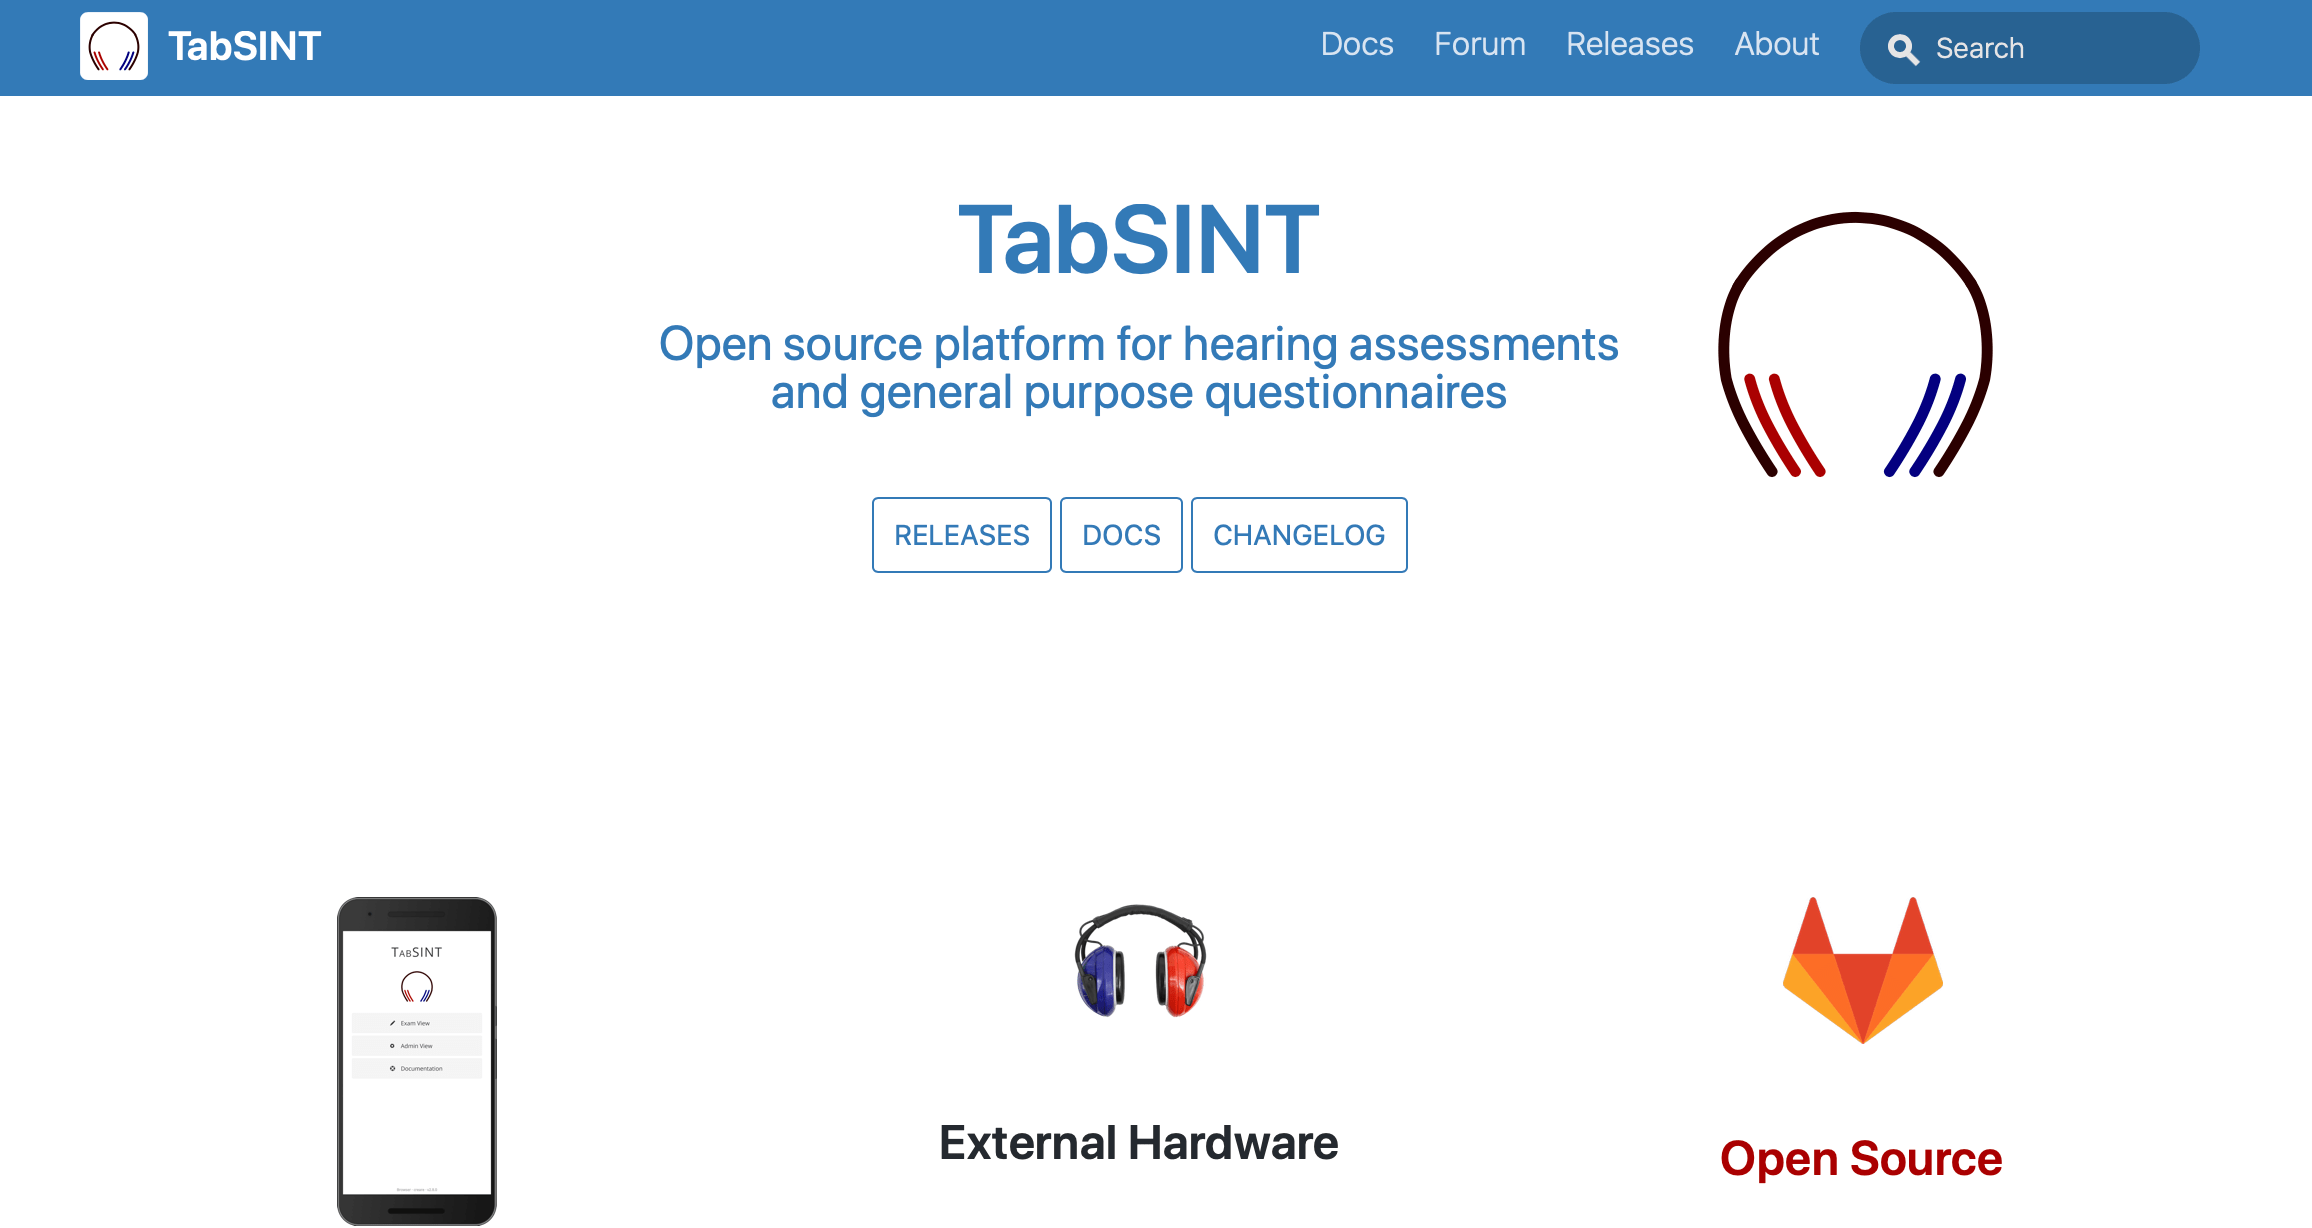 TabSINT
Docs
Forum
Releases
About
Search
TabSINT
Open source platform for hearing assessments
and general purpose questionnaires
RELEASES
DOCS
CHANGELOG
TABSINT
Exam View
Admin View
Documentation
External Hardware
Open Source